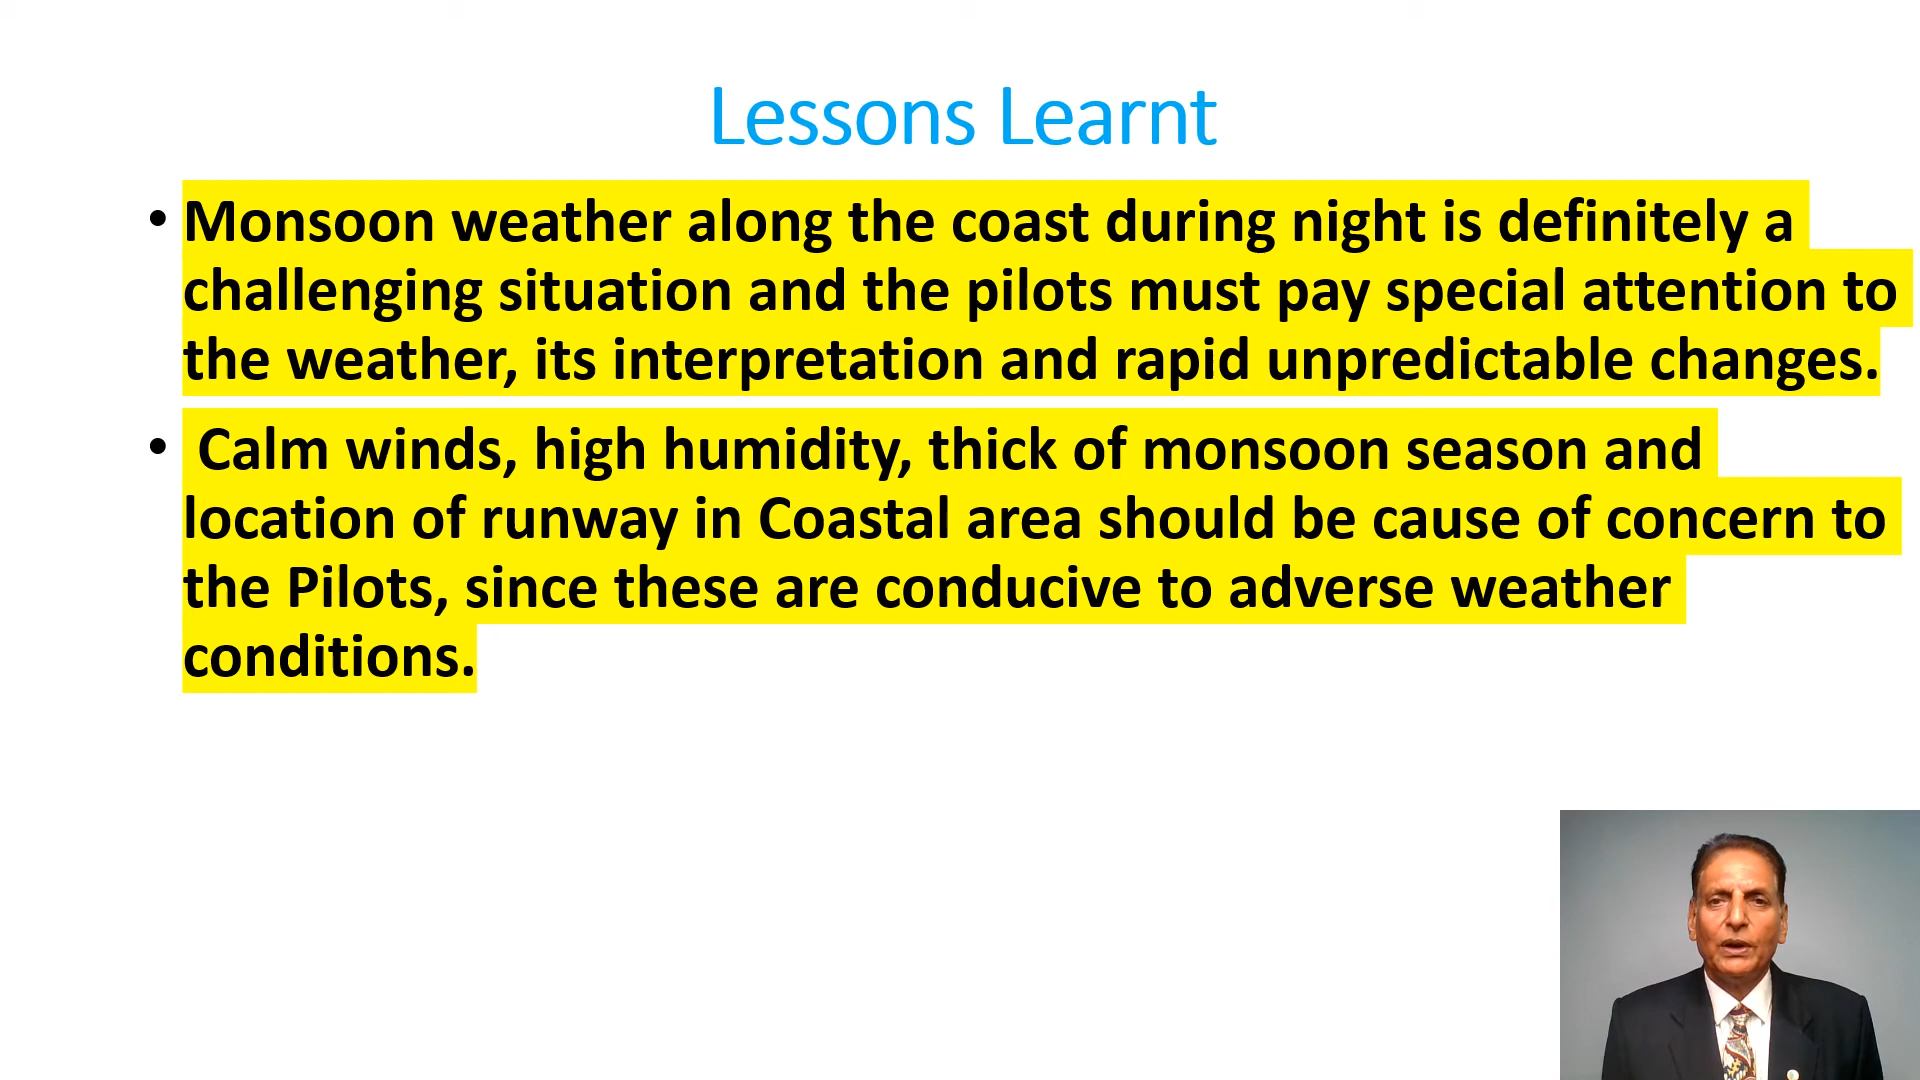 Lessons Learnt
• Monsoon weather along the coast during night is definitely a
challenging situation and the pilots must pay special attention to
the weather, its interpretation and rapid unpredictable changes.
• Calm winds, high humidity, thick of monsoon season and
location of runway in Coastal area should be cause of concern to
the Pilots, since these are conducive to adverse weather
conditions.